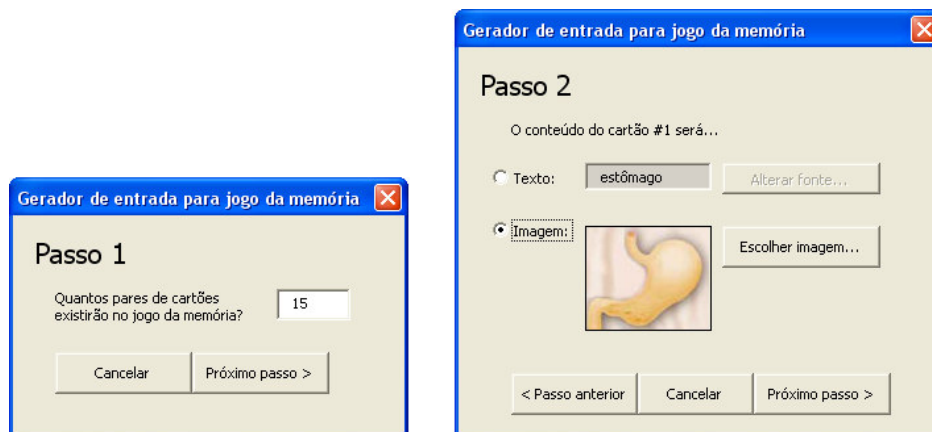 Gerador de entrada para jogo da memória
Passo 1
Quantos pares de cartões
existirão no jogo da memória?
15
Cancelar
Próximo passo >
Gerador de entrada para jogo da memória
Passo 2
O conteúdo do cartão #1 será...
Texto:
estômago
Alterar fonte...
Imagem:
Escolher imagem...
< Passo anterior
Cancelar
Próximo passo >